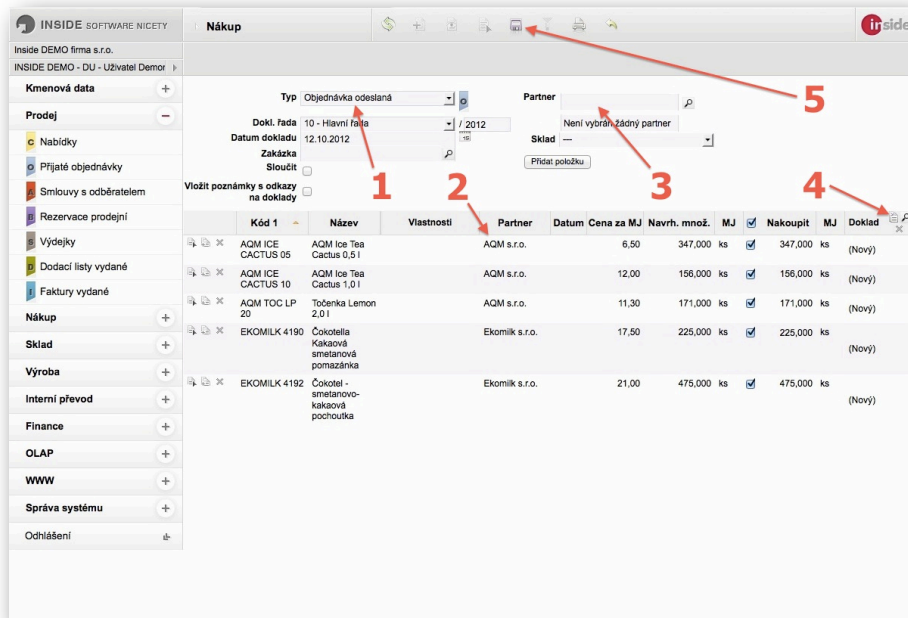 INSIDE SOFTWARE NICETY
Nákup
inside
Inside DEMO firma s.r.o.
INSIDE DEMO - DU - Uživatel Demor
Kmenová data
Prodej
C Nabídky
O Přijaté objednávky
Smlouvy s odběratelem
B Rezervace prodejní
S Výdejky
D Dodací listy vydané
I Faktury vydané
Nákup
Sklad
Výroba
Interní převod
Finance
OLAP
WWW
Správa systému
Odhlášení
Typ Objednávka odeslaná O
Partner
Dokl. řada 10 - Hlavní řada / 2012
Není vybrán žádný partner
Datum dokladu 12.10.2012
Sklad —
Zakázka
Sloučit
Přidat položku
Vložit poznámky s odkazy
na doklady
1
2
3
4
5
Kód 1 Název Vlastnosti Partner Datum Cena za MJ Navrh. množ. MJ Nakoupit MJ Doklad
AQM ICE CACTUS 05 AQM Ice Tea Cactus 0,5 l AQM s.r.o. 6,50 347,000 ks 347,000 ks (Nový)
AQM ICE CACTUS 10 AQM Ice Tea Cactus 1,0 l AQM s.r.o. 12,00 156,000 ks 156,000 ks (Nový)
AQM TOC LP 20 Točenka Lemon 2,0 l AQM s.r.o. 11,30 171,000 ks 171,000 ks (Nový)
EKOMILK 4190 Čokotella Kakaová smetanová pomazánka Ekomilk s.r.o. 17,50 225,000 ks 225,000 ks (Nový)
EKOMILK 4192 Čokotel - smetanovo-kakaová pochoutka Ekomilk s.r.o. 21,00 475,000 ks 475,000 ks (Nový)